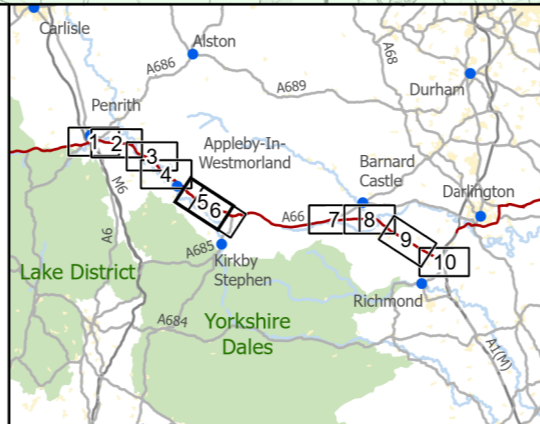 Carlisle
Alston
A686
A689
A68
Durham
Penrith
1
2
3
4
5
6
Appleby-In-
Westmorland
Barnard
Castle
Darlington
M6
A66
7
8
9
10
A6
A685
Kirkby
Stephen
Lake District
Richmond
A684
Yorkshire
Dales
A1(M)